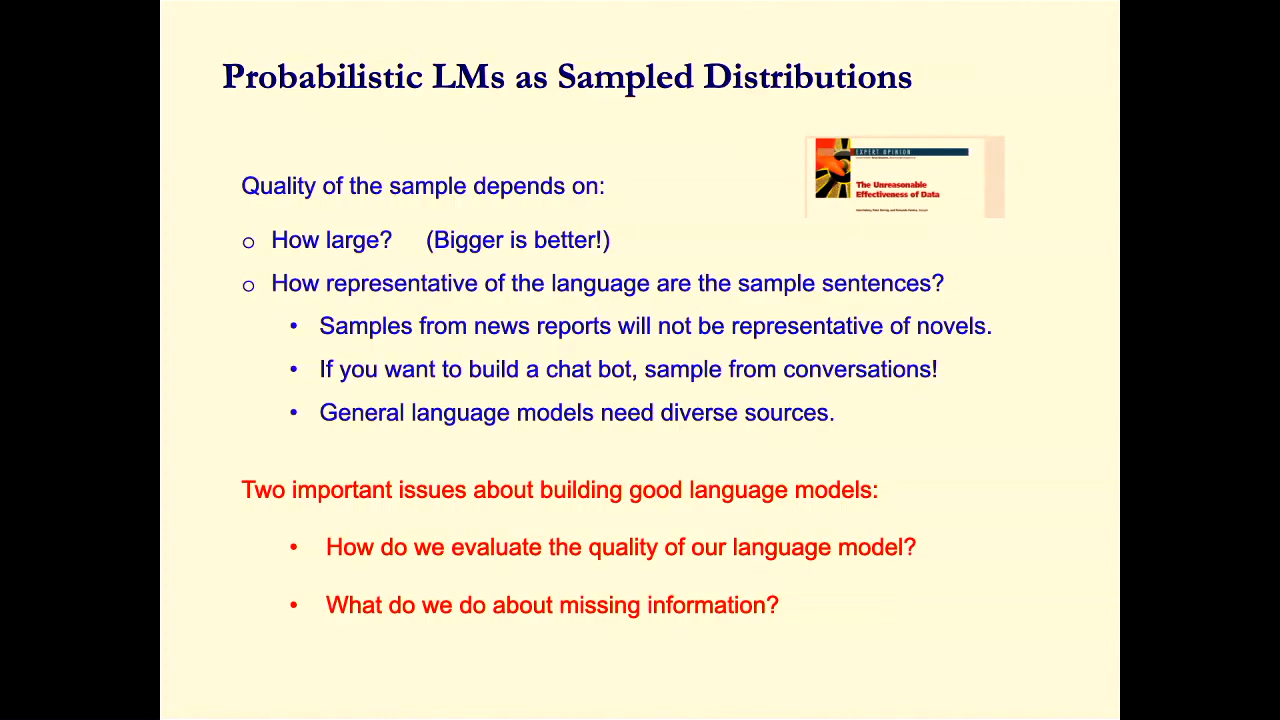 Probabilistic LMs as Sampled Distributions
EXPERT OPINION
The Unreasonable
Effectiveness of Data
Quality of the sample depends on:
o How large? (Bigger is better!)
o How representative of the language are the sample sentences?
• Samples from news reports will not be representative of novels.
• If you want to build a chat bot, sample from conversations!
• General language models need diverse sources.
Two important issues about building good language models:
• How do we evaluate the quality of our language model?
• What do we do about missing information?